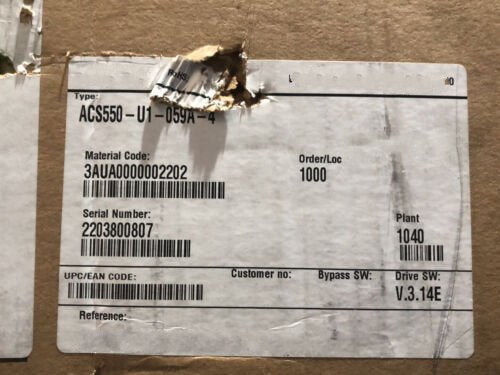 RoHS
Type:
ACS550-U1-059A-4
Material Code:
3AUA0000002202
Order/Loc
1000
Serial Number:
2203800807
Plant
1040
UPC/EAN CODE:
Customer no:
Bypass SW:
Drive SW:
V.3.14E
Reference: